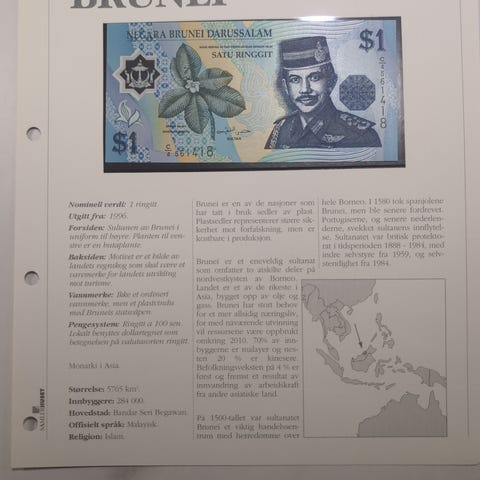 BRUNEI
NEGARA BRUNEI DARUSSALAM
SATU RINGGIT
$1
C/4 561418
SULTAN
$1
C/4 561418
Nominell verdi: 1 ringitt
Utgitt fra: 1996.
Forsiden: Sultanen av Brunei i
uniform til høyre. Planten til ven-
stre er en buiaplante.
Baksiden: Motivet er et bilde av
landets regnskog som skal være et
varemerke for landets utvikling
mot turisme.
Vannmerke: Ikke et ordinært
vannmerke, men et plastvindu
med Bruneis statsvåpen
Pengesystem: Ringitt à 100 sen.
Lokalt benyttes dollartegnet som
betegnelsen på valutaworten ringitt.
Monarki i Asia.
Størrelse: 5765 km².
Innbyggere: 284 000.
Hovedstad: Bandar Seri Begawan.
Offisielt språk: Malayisk.
Religion: Islam.
Brunei er en av de nasjoner som
har tatt i bruk sedler av plast.
Plastsedler representerer større sik-
kerhet mot forfalskning, men er
kostbare i produksjon.
Brunei er et eneveldig sultanat
som omfatter to atskilte deler på
nordvestkysten av Borneo.
Landet er et av de rikeste i
Asia, bygget opp av olje og
gass. Brunei har stort behov
for et mer allsidig næringsliv,
for med nåværende utvinning
vil ressursene være oppbrukt
omkring 2010. 70% av inn-
byggerne er malayer og nes-
ten 20 % er kinesere.
Befolkningsveksten på 4 % er
først og fremst et resultat av
innvandring av arbeidskraft
fra andre asiatiske land.
På 1500-tallet var sultanatet
Brunei et viktig handelssen-
trum med herredømme over
hele Borneo. I 1580 tok spanjolene
Brunei, men ble senere fordrevet.
Portugiserne, og senere nederlen-
derne, svekket sultanens innflytel-
se. Sultanatet var britisk protekto-
rat i tidsperioden 1888 - 1984, med
indre selvstyre fra 1959, og selv-
stendighet fra 1984.
SAMLERHUSET